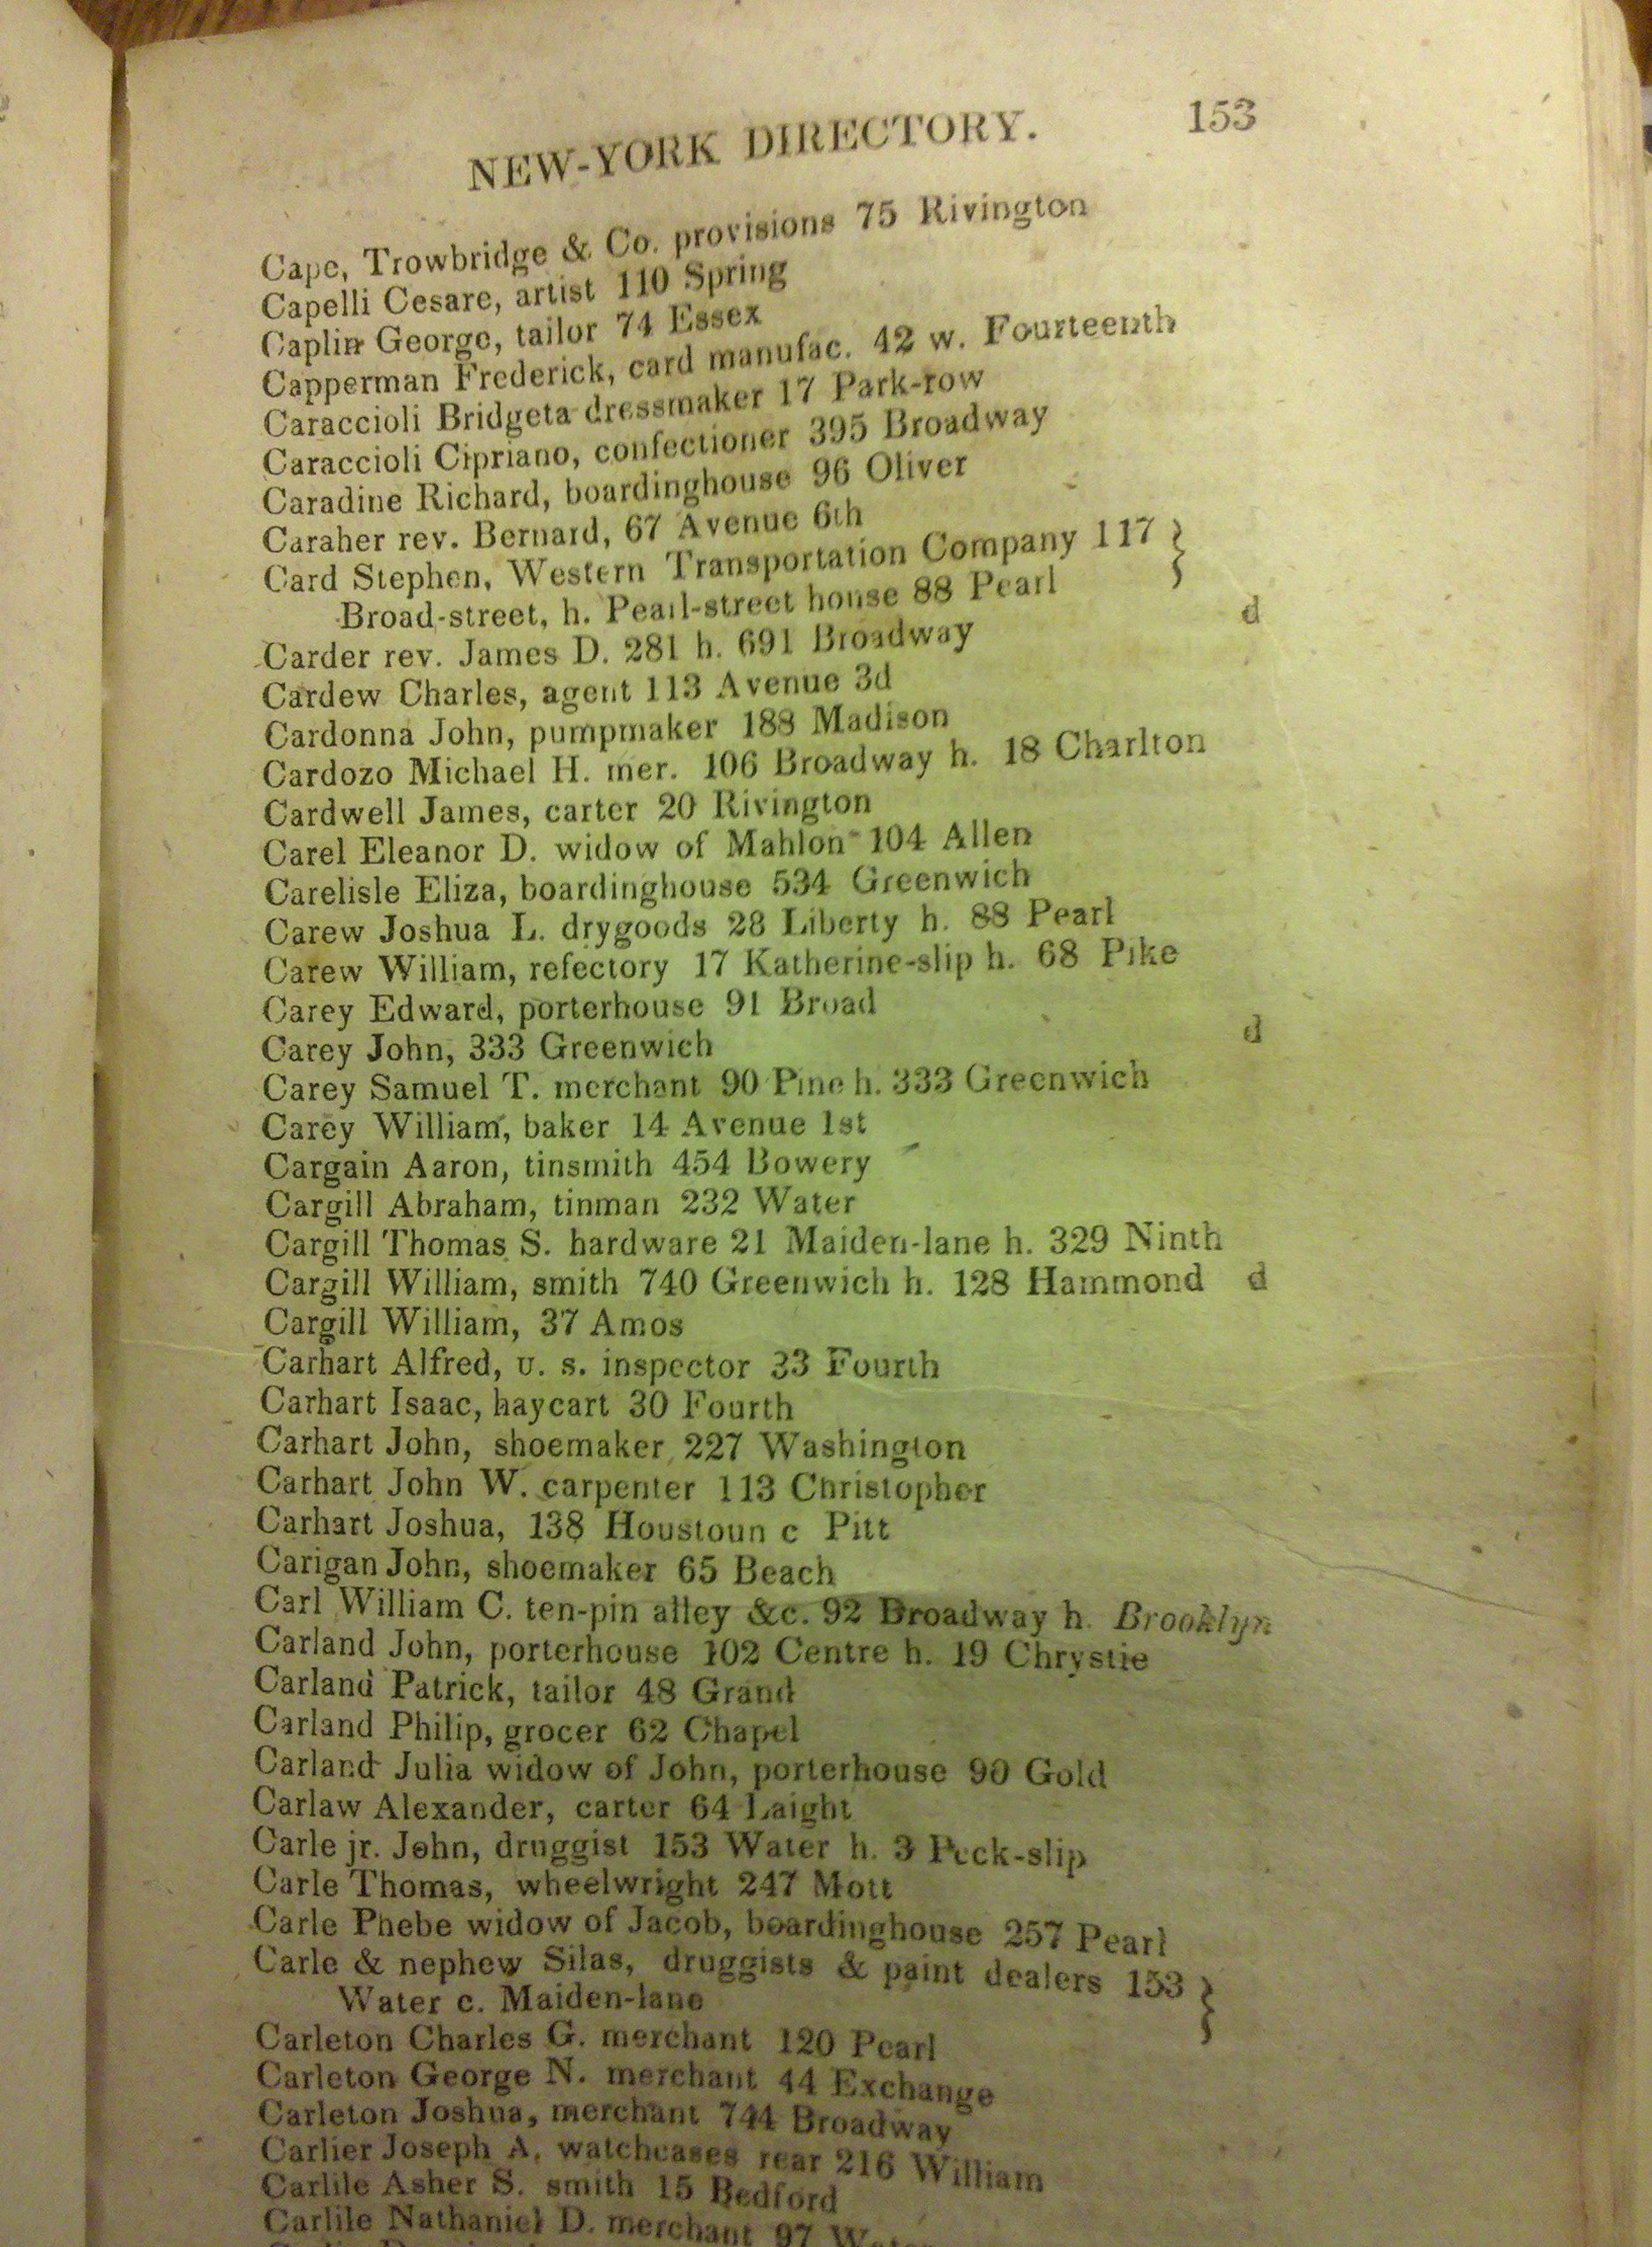 NEW-YORK DIRECTORY. 153
Cape, Trowbridge & Co. provisions 75 Rivington
Capelli Cesare, artist 110 Spring
Caplin George, tailor 74 Essex
Capperman Frederick, card manufac. 42 w. Fourteenth
Caraccioli Bridgeta dressmaker 17 Park-row
Caraccioli Cipriano, confectioner 395 Broadway
Caradine Richard, boardinghouse 96 Oliver
Caraher rev. Bernard, 67 Avenue 6th
Card Stephen, Western Transportation Company 117 }
Broad-street, h. Pearl-street house 88 Pearl
Carder rev. James D. 281 h. 691 Broadway d
Cardew Charles, agent 113 Avenue 3d
Cardonna John, pumpmaker 188 Madison
Cardozo Michael H. mer. 106 Broadway h. 18 Charlton
Cardwell James, carter 20 Rivington
Carel Eleanor D. widow of Mahlon 104 Allen
Carelisle Eliza, boardinghouse 534 Greenwich
Carew Joshua L. drygoods 28 Liberty h. 88 Pearl
Carew William, refectory 17 Katherine-slip h. 68 Pike
Carey Edward, porterhouse 91 Broad
Carey John, 333 Greenwich d
Carey Samuel T. merchant 90 Pine h. 333 Greenwich
Carey William, baker 14 Avenue 1st
Cargain Aaron, tinsmith 454 Bowery
Cargill Abraham, tinman 232 Water
Cargill Thomas S. hardware 21 Maiden-lane h. 329 Ninth
Cargill William, smith 740 Greenwich h. 128 Hammond d
Cargill William, 37 Amos
Carhart Alfred, U. S. inspector 33 Fourth
Carhart Isaac, haycart 30 Fourth
Carhart John, shoemaker 227 Washington
Carhart John W. carpenter 113 Christopher
Carhart Joshua, 138 Houstoun c Pitt
Carigan John, shoemaker 65 Beach
Carl William C. ten-pin alley &c. 92 Broadway h. Brooklyn
Carland John, porterhouse 102 Centre h. 19 Chrystie
Carland Patrick, tailor 48 Grand
Carland Philip, grocer 62 Chapel
Carland Julia widow of John, porterhouse 90 Gold
Carlaw Alexander, carter 64 Laight
Carle jr. John, druggist 153 Water h. 3 Peck-slip
Carle Thomas, wheelwright 247 Mott
Carle Phebe widow of Jacob, boardinghouse 257 Pearl
Carle & nephew Silas, druggists & paint dealers 153 }
Water c. Maiden-lane
Carleton Charles G. merchant 120 Pearl
Carleton George N. merchant 44 Exchange
Carleton Joshua, merchant 744 Broadway
Carlier Joseph A. watchcases rear 216 William
Carlile Asher S. smith 15 Bedford
Carlile Nathaniel D. merchant 97